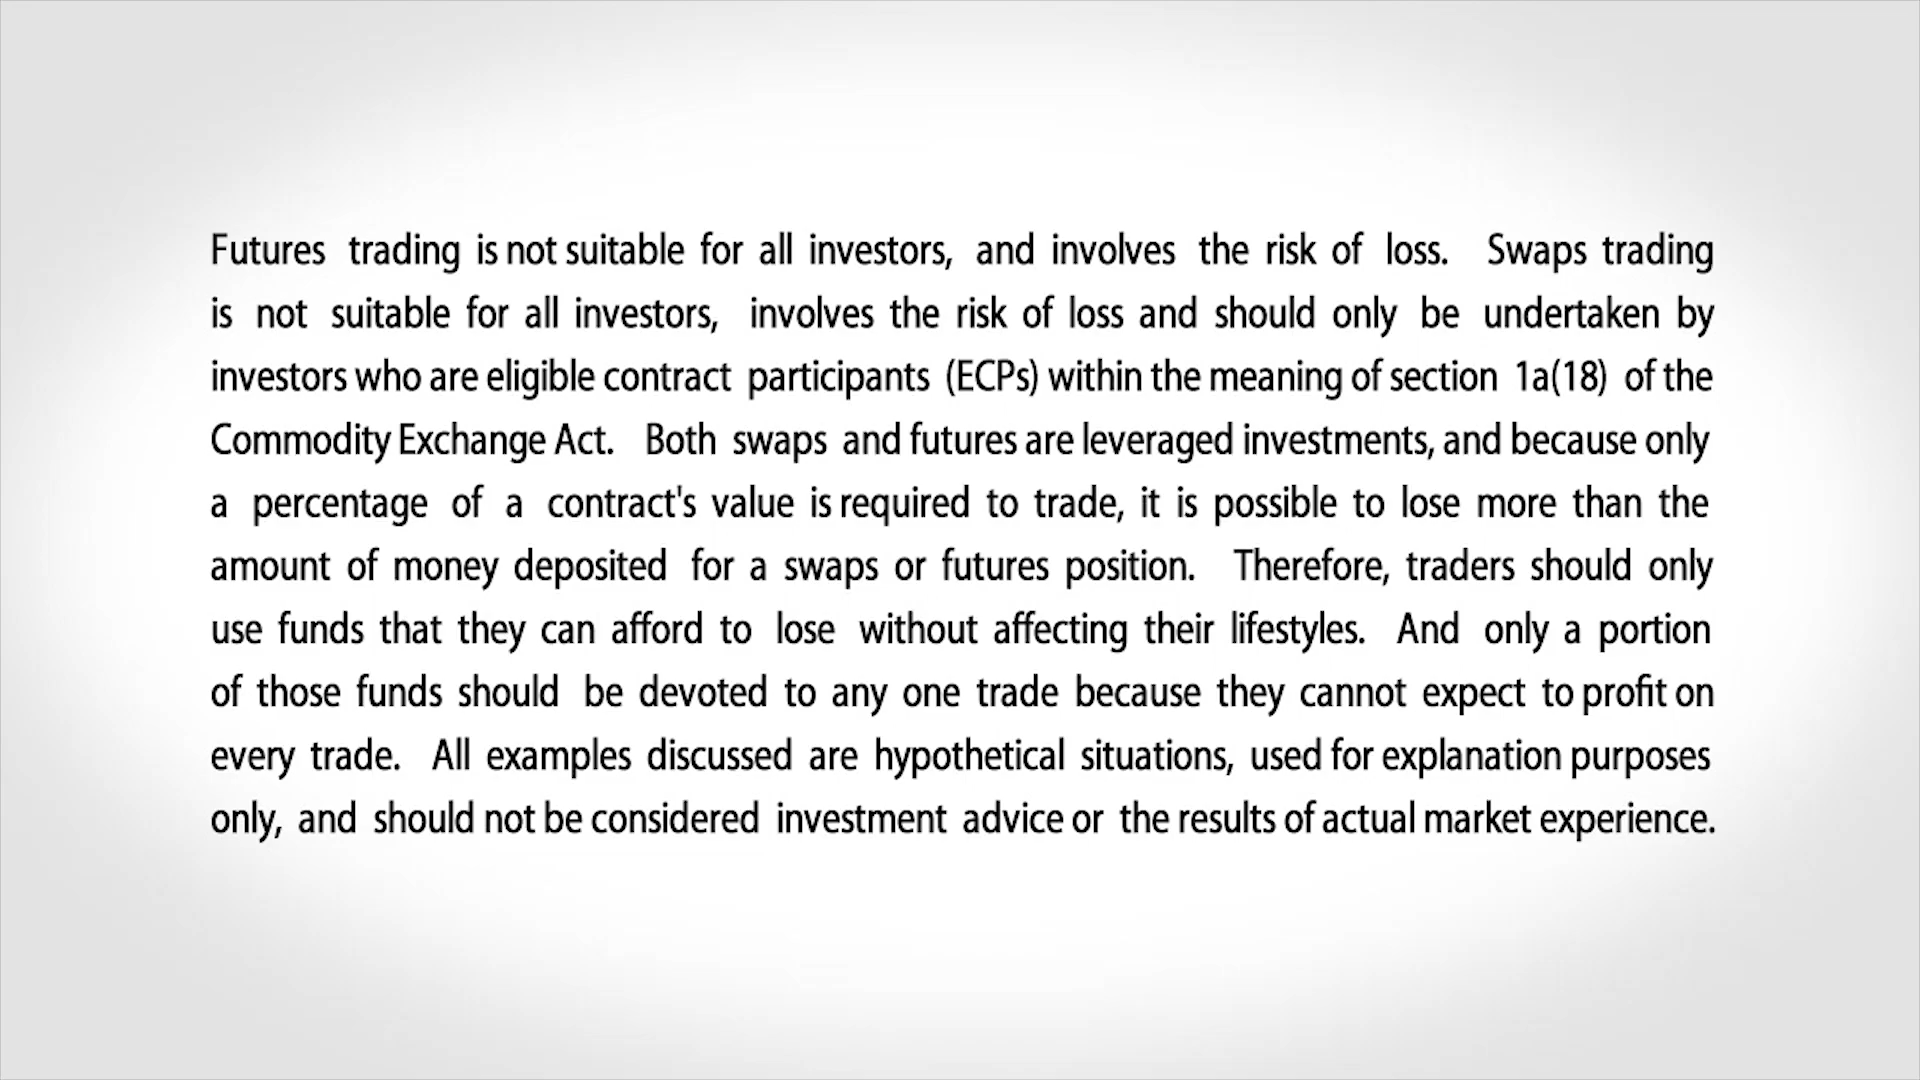 Futures trading is not suitable for all investors, and involves the risk of loss. Swaps trading
is not suitable for all investors, involves the risk of loss and should only be undertaken by
investors who are eligible contract participants (ECPs) within the meaning of section 1a(18) of the
Commodity Exchange Act. Both swaps and futures are leveraged investments, and because only
a percentage of a contract's value is required to trade, it is possible to lose more than the
amount of money deposited for a swaps or futures position. Therefore, traders should only
use funds that they can afford to lose without affecting their lifestyles. And only a portion
of those funds should be devoted to any one trade because they cannot expect to profit on
every trade. All examples discussed are hypothetical situations, used for explanation purposes
only, and should not be considered investment advice or the results of actual market experience.